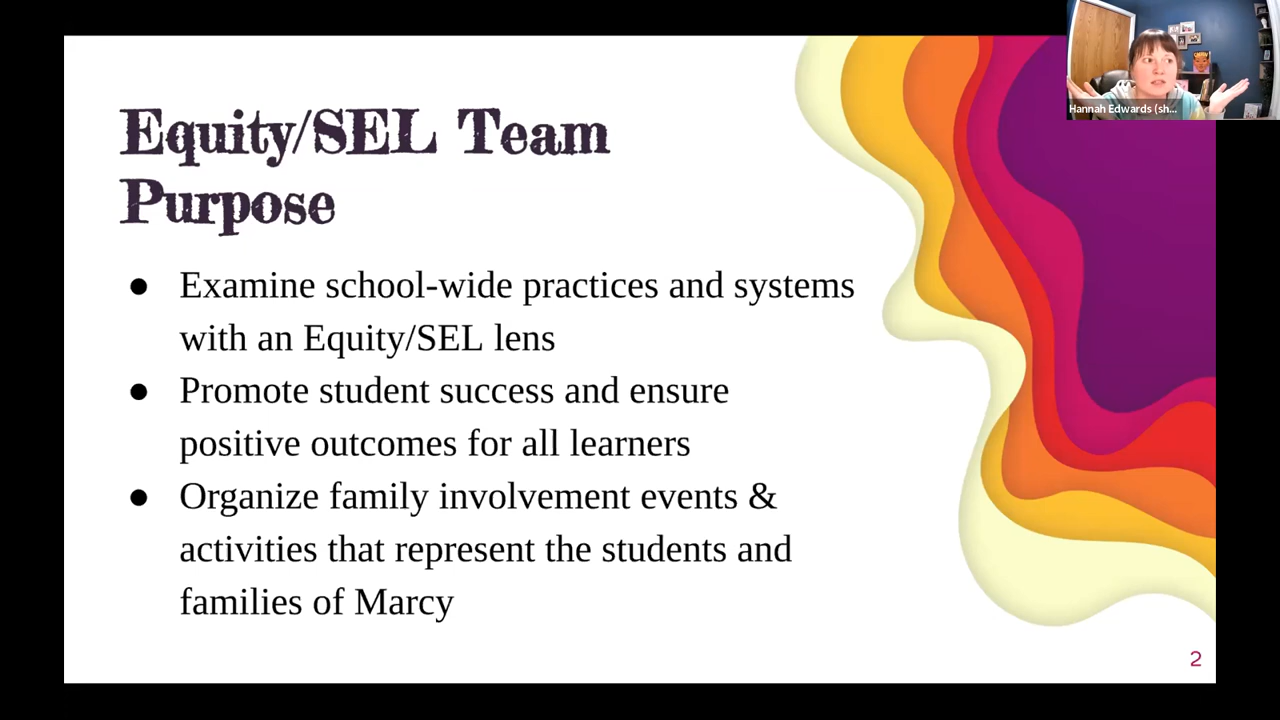 Hannah Edwards (sh...
Equity/SEL Team
Purpose
● Examine school-wide practices and systems
with an Equity/SEL lens
● Promote student success and ensure
positive outcomes for all learners
● Organize family involvement events &
activities that represent the students and
families of Marcy
2